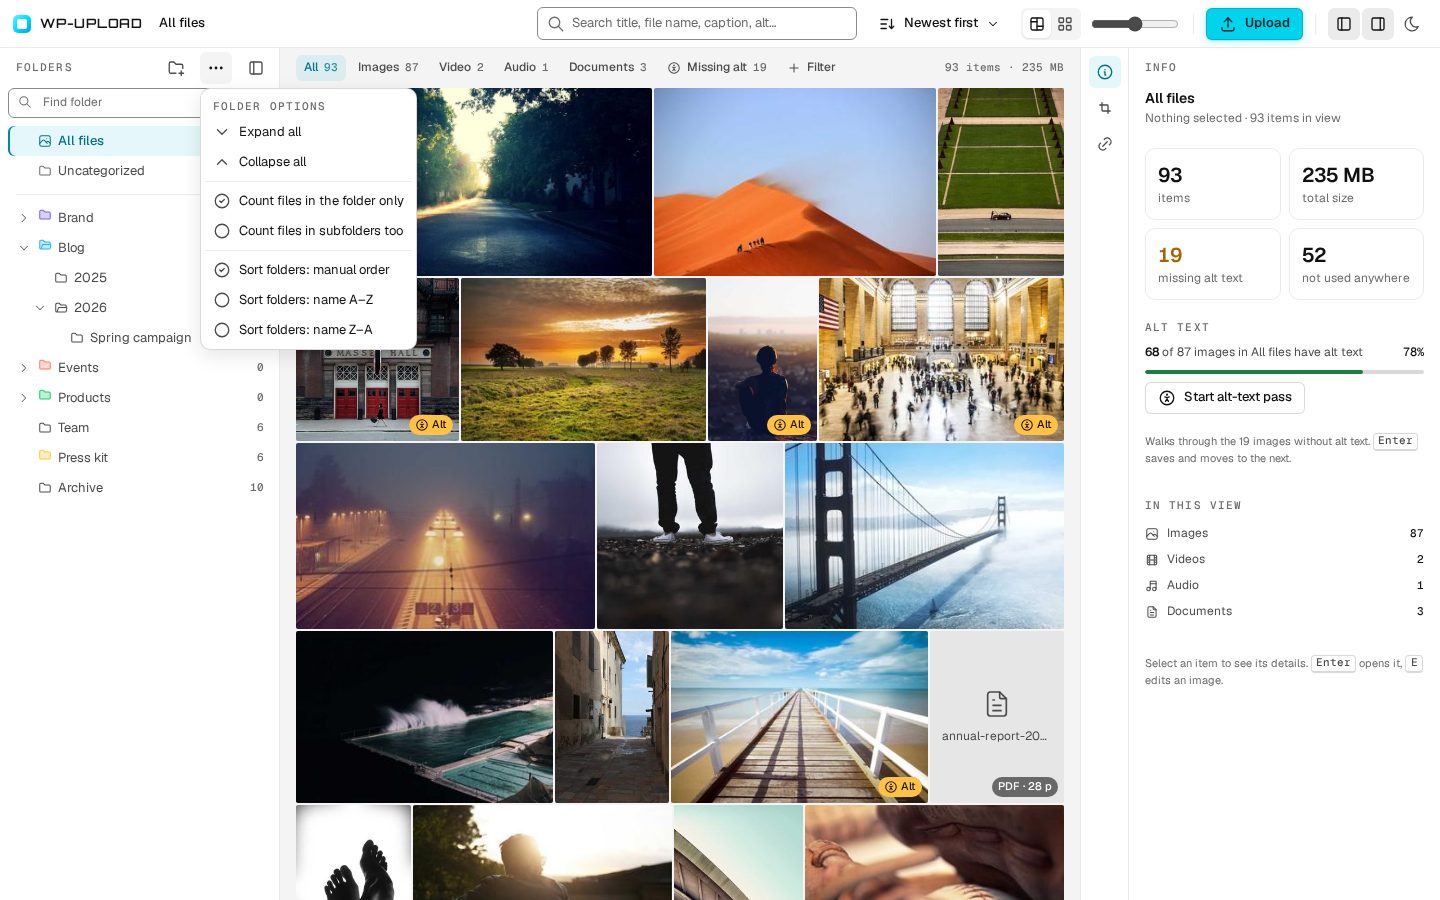 WP-UPLOAD All files
Search title, file name, caption, alt…
Newest first
Upload
FOLDERS
Find folder
All files
Uncategorized
Brand
Blog
2025
2026
Spring campaign
Events 0
Products 0
Team 6
Press kit 6
Archive 10
FOLDER OPTIONS
Expand all
Collapse all
Count files in the folder only
Count files in subfolders too
Sort folders: manual order
Sort folders: name A–Z
Sort folders: name Z–A
All 93 Images 87 Video 2 Audio 1 Documents 3 Missing alt 19 Filter 93 items · 235 MB
Alt
Alt
Alt
Alt
annual-report-20…
PDF · 28 p
INFO
All files
Nothing selected · 93 items in view
93
items
235 MB
total size
19
missing alt text
52
not used anywhere
ALT TEXT
68 of 87 images in All files have alt text 78%
Start alt-text pass
Walks through the 19 images without alt text. Enter
saves and moves to the next.
IN THIS VIEW
Images 87
Videos 2
Audio 1
Documents 3
Select an item to see its details. Enter opens it, E
edits an image.